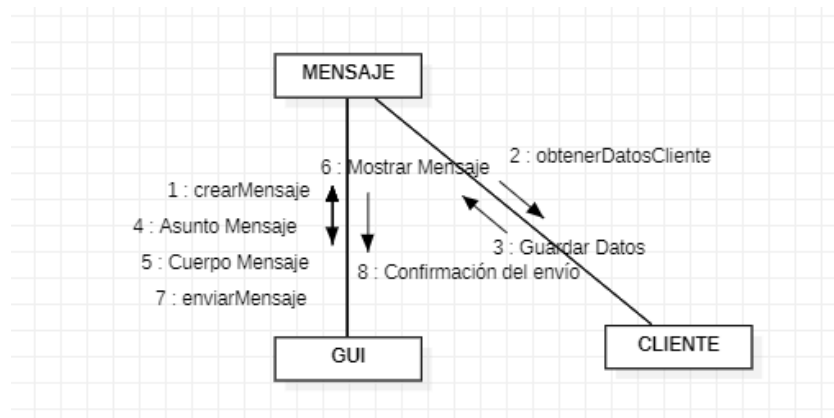 MENSAJE
2 : obtenerDatosCliente
6 : Mostrar Mensaje
1 : crearMensaje
4 : Asunto Mensaje
3 : Guardar Datos
5 : Cuerpo Mensaje
8 : Confirmación del envío
7 : enviarMensaje
GUI
CLIENTE